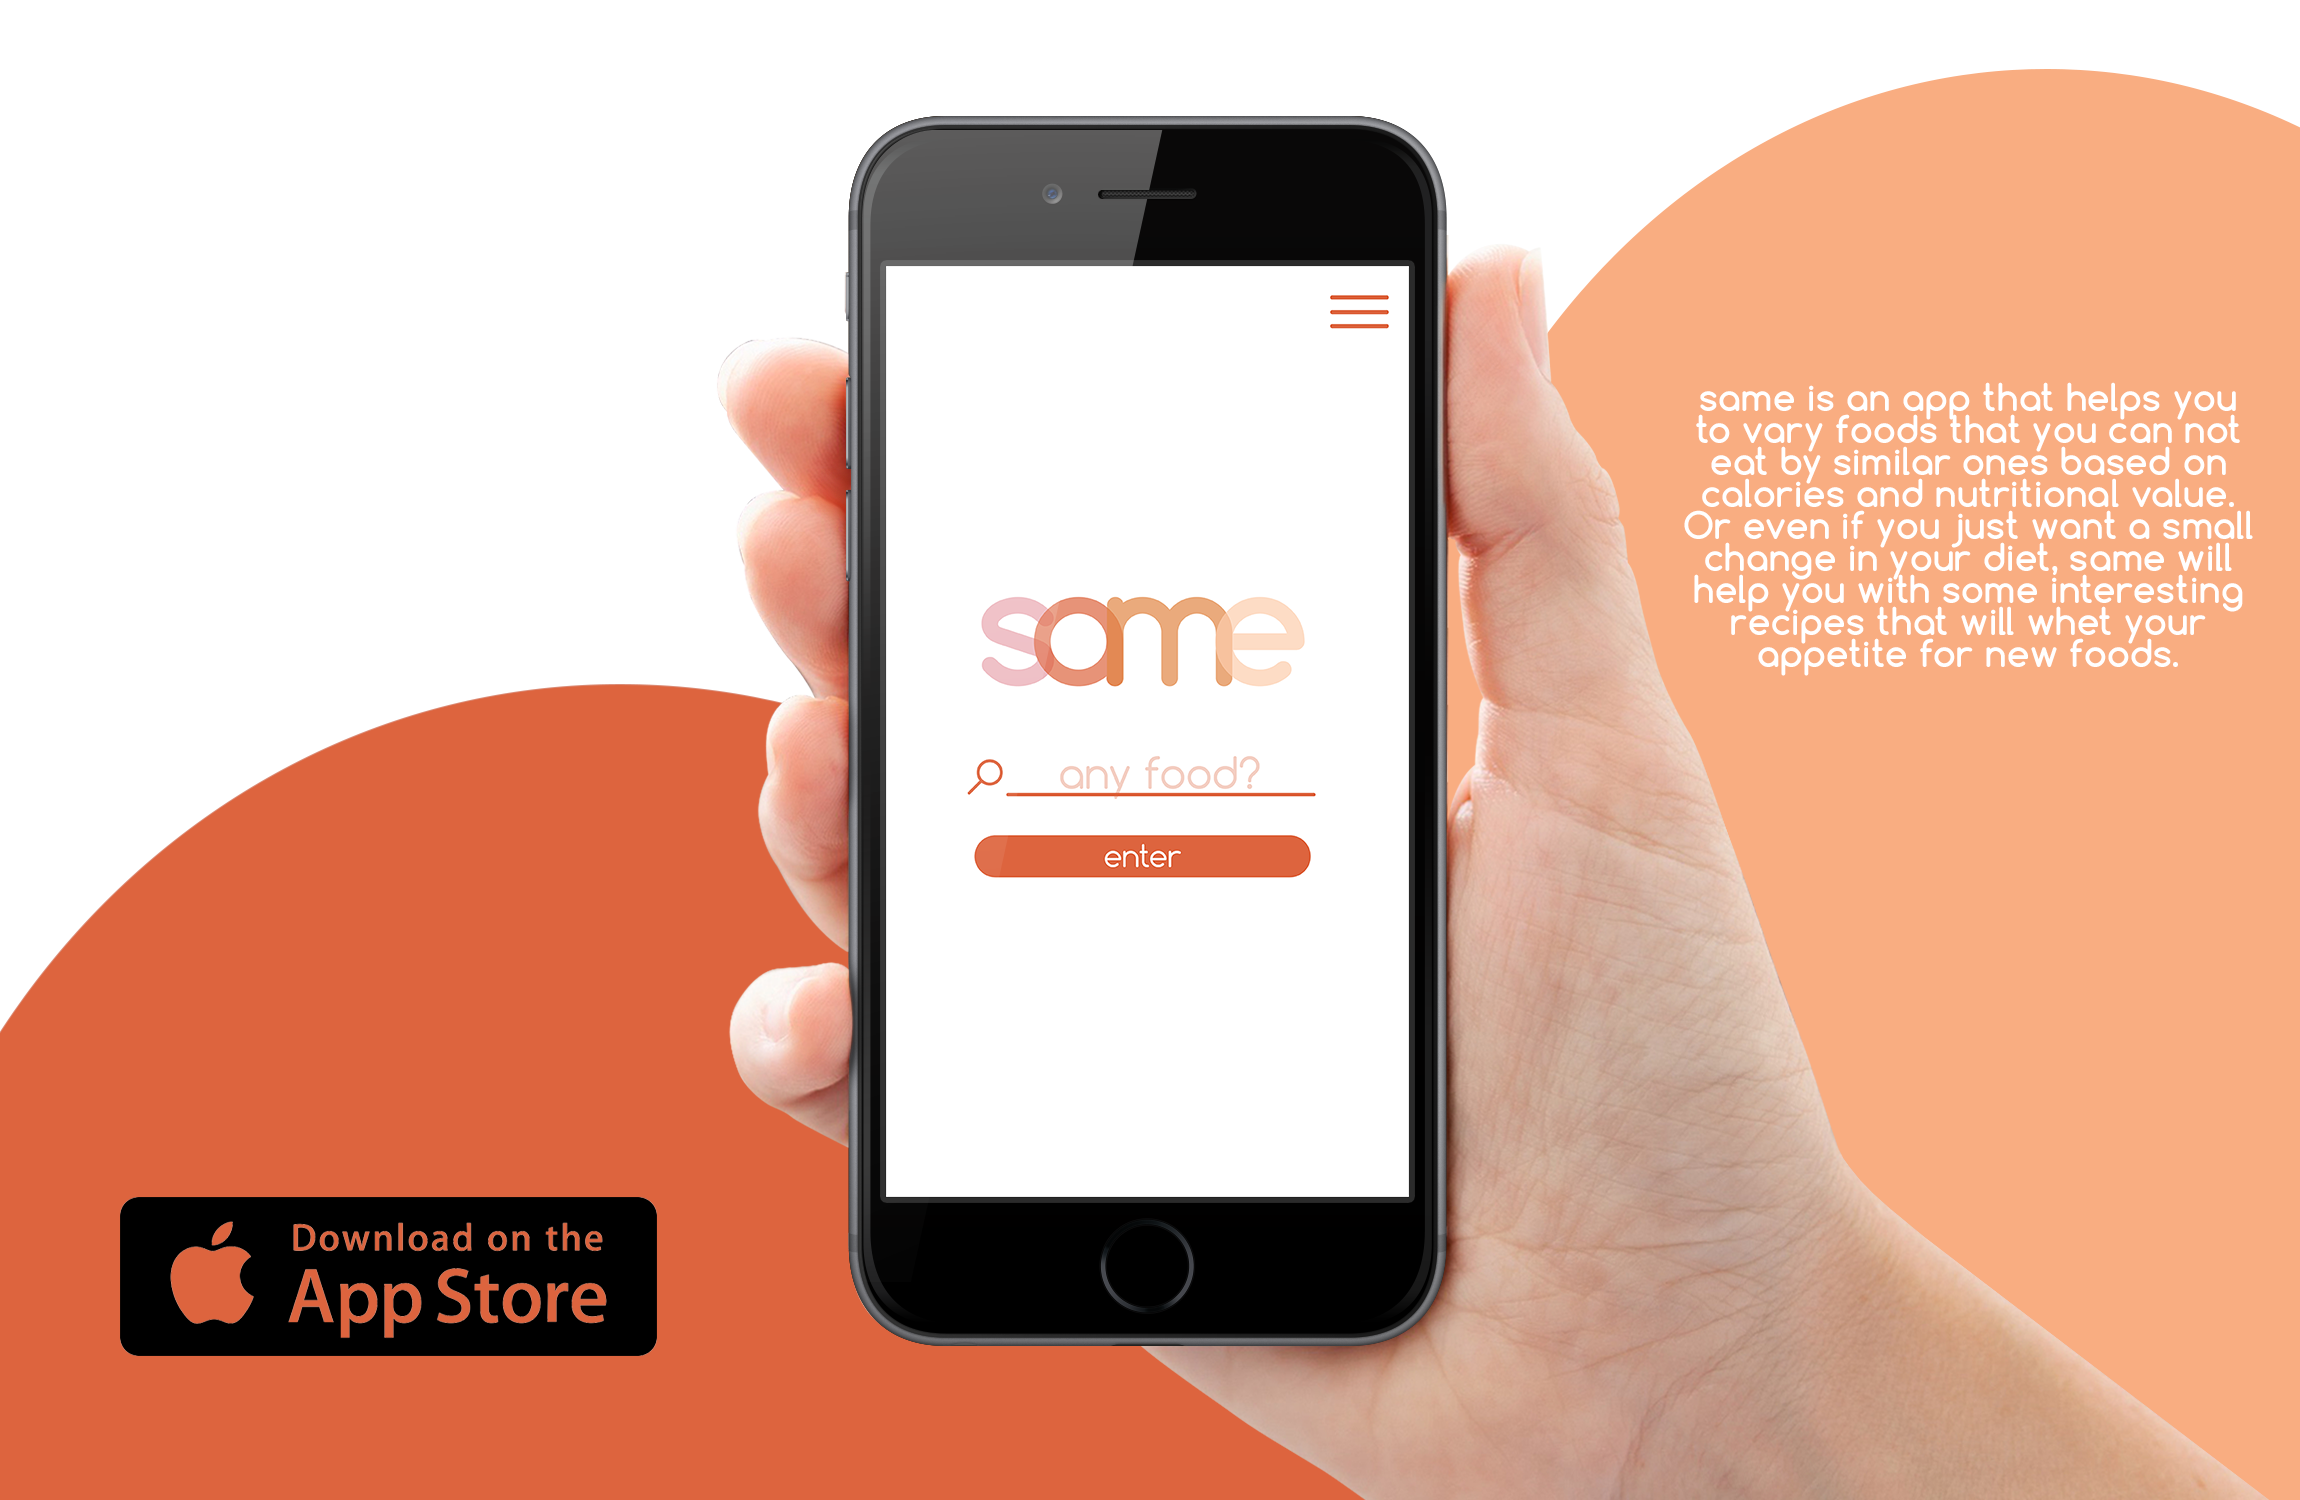 same
any food?
enter
same is an app that helps you
to vary foods that you can not
eat by similar ones based on
calories and nutritional value.
Or even if you just want a small
change in your diet, same will
help you with some interesting
recipes that will whet your
appetite for new foods.
Download on the
App Store